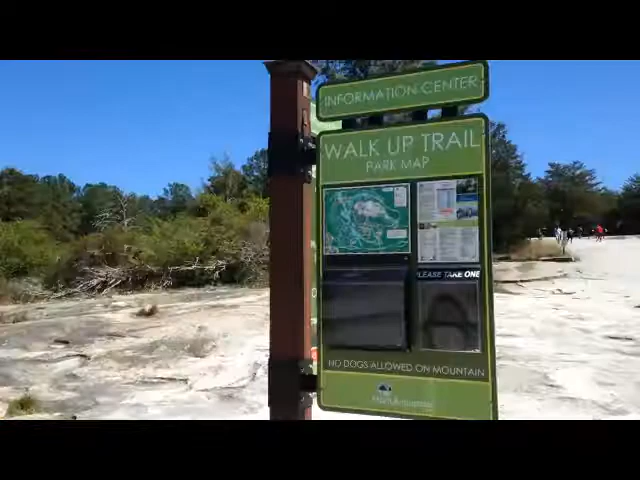 INFORMATION CENTER
WALK UP TRAIL
PARK MAP
PLEASE TAKE ONE
NO DOGS ALLOWED ON MOUNTAIN